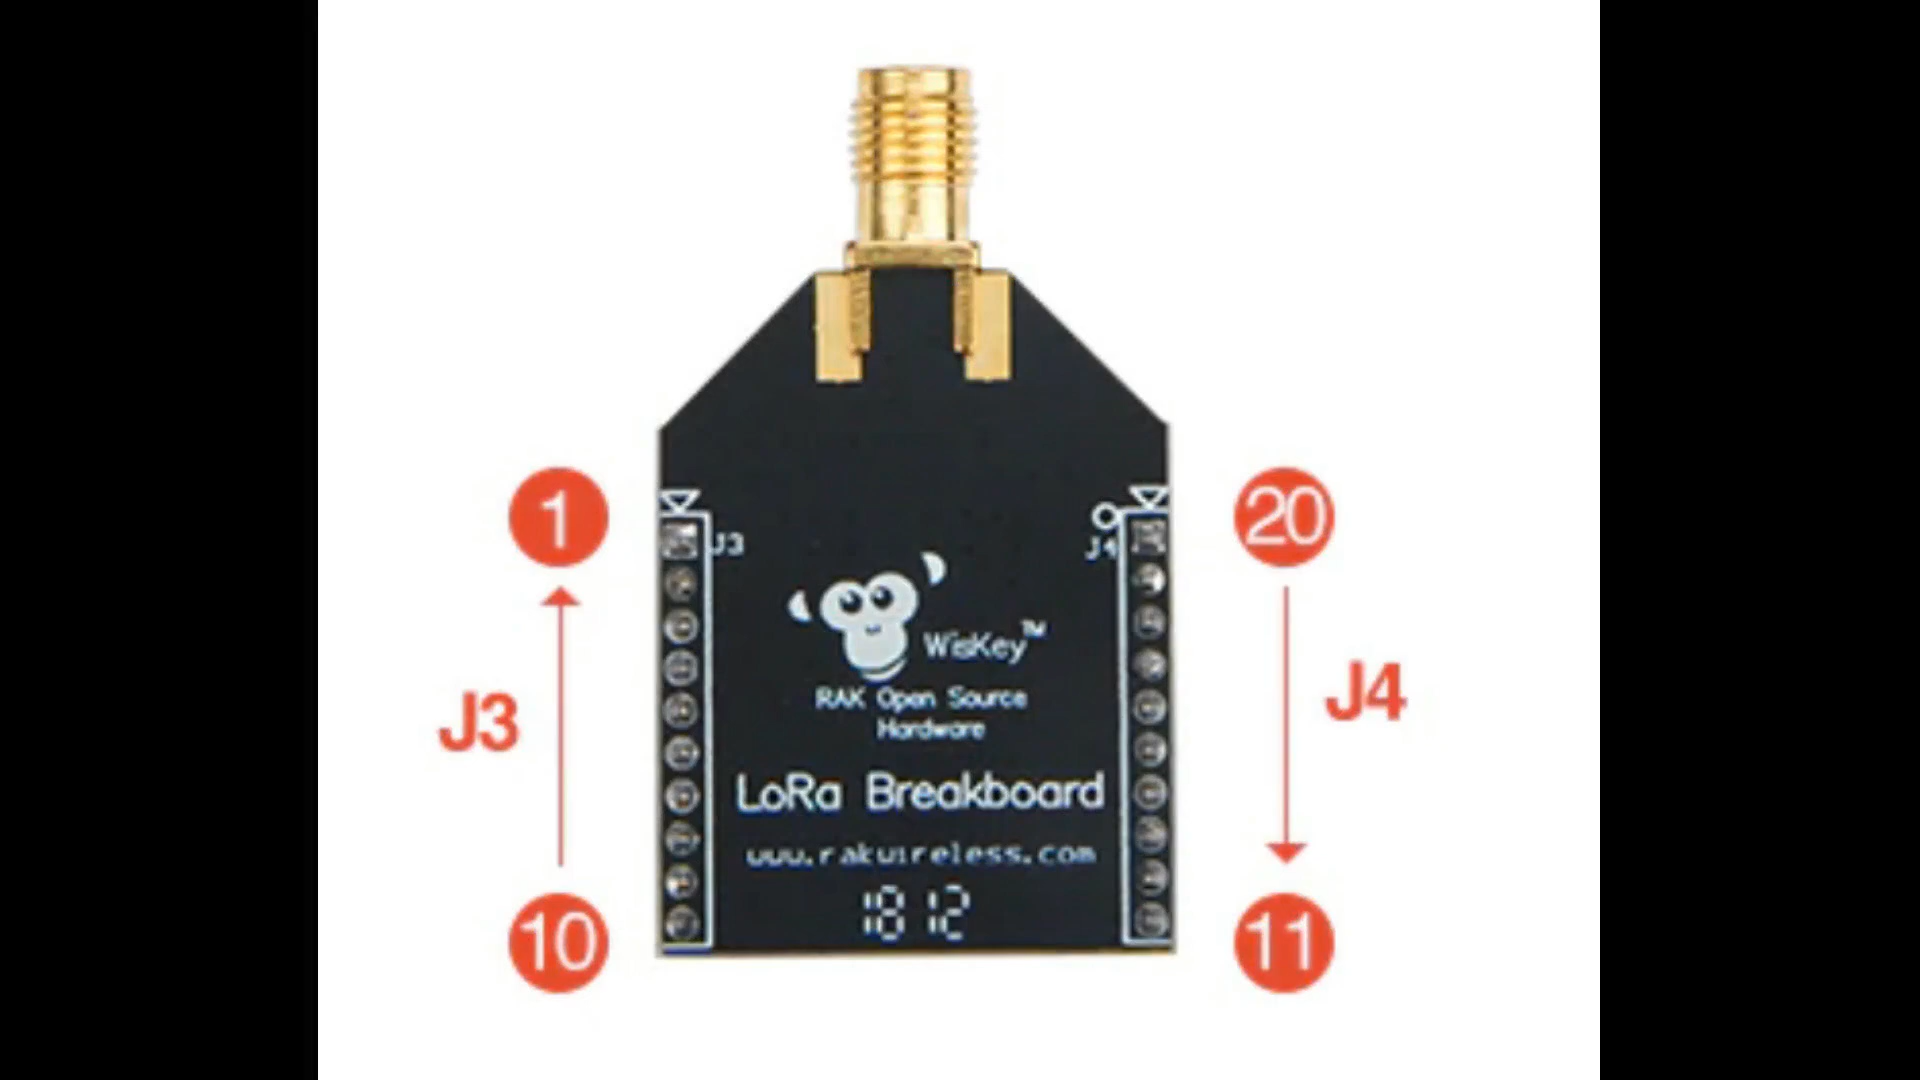 1
20
J3
J4
WisKey™
J3
J4
RAK Open Source
Hardware
LoRa Breakboard
www.rakwireless.com
1812
10
11